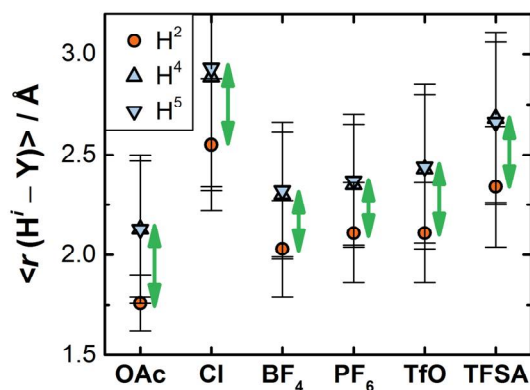 <r (Hⁱ – Y)> / Å
3.0
2.5
2.0
1.5
H²
H⁴
H⁵
OAc Cl BF₄ PF₆ TfO TFSA